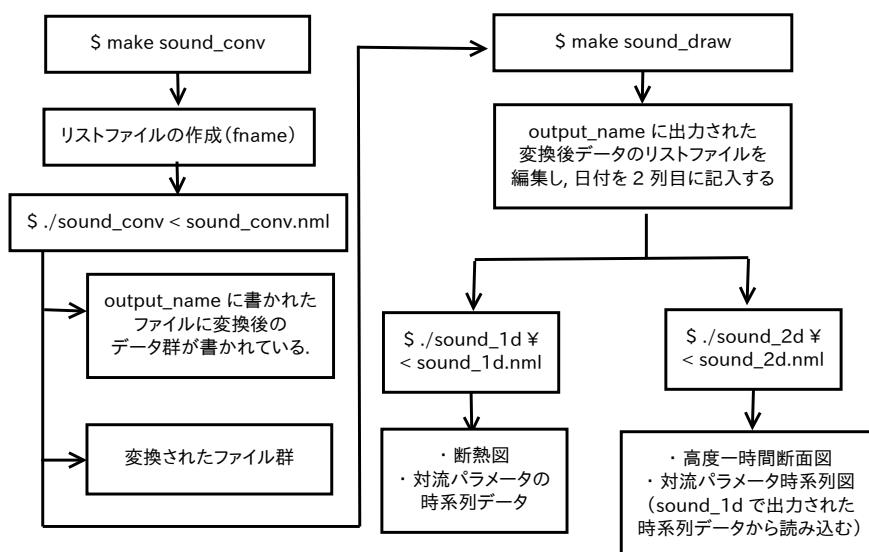 $ make sound_conv
リストファイルの作成(fname)
$ ./sound_conv < sound_conv.nml
output_name に書かれた
ファイルに変換後の
データ群が書かれている.
変換されたファイル群
$ make sound_draw
output_name に出力された
変換後データのリストファイルを
編集し, 日付を 2 列目に記入する
$ ./sound_1d ¥
< sound_1d.nml
・断熱図
・対流パラメータの
時系列データ
$ ./sound_2d ¥
< sound_2d.nml
・高度ー時間断面図
・対流パラメータ時系列図
(sound_1d で出力された
時系列データから読み込む)